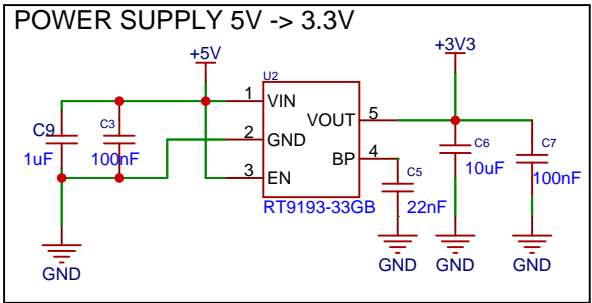 POWER SUPPLY 5V -> 3.3V
+5V
+3V3
U2
1 VIN
VOUT 5
C9
C3
2 GND
C6
C7
1uF
100nF
BP 4
C5
10uF
100nF
3 EN
RT9193-33GB
22nF
GND
GND
GND
GND